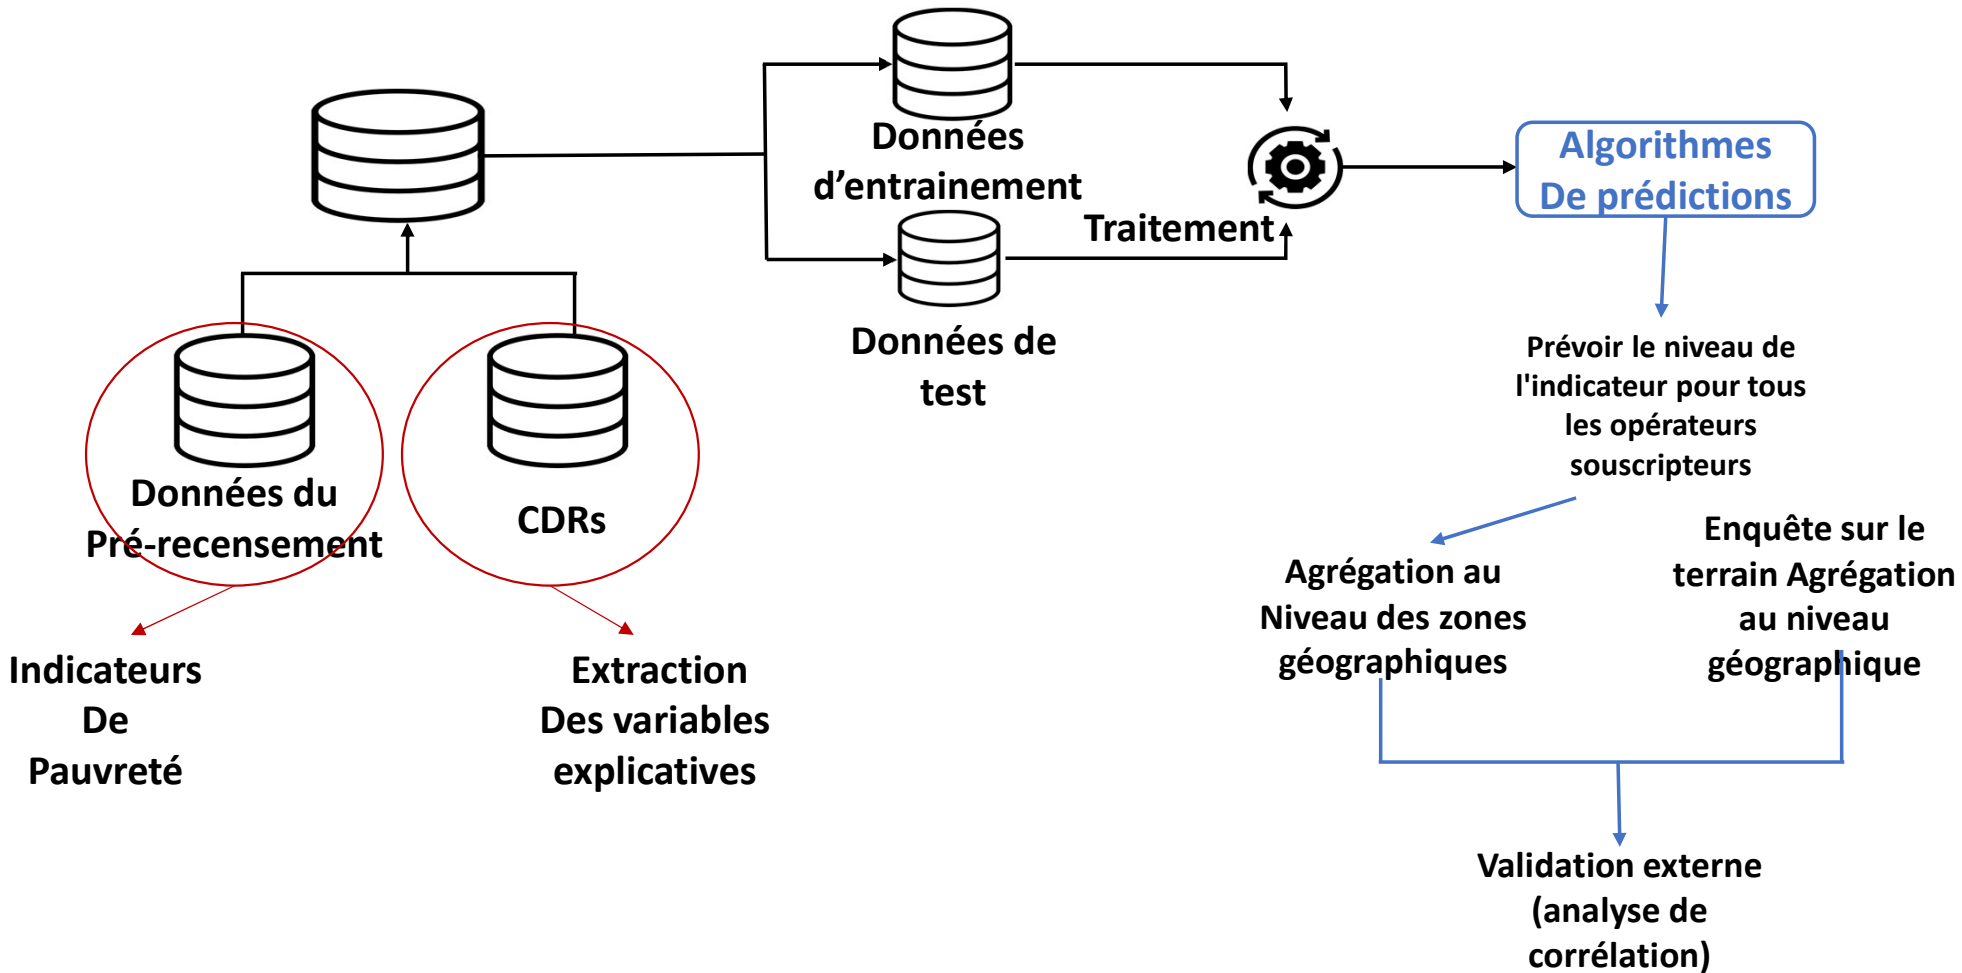 Données
d'entrainement
Données de
test
Traitement
Algorithmes
De prédictions
Données du
Pré-recensement
CDRs
Indicateurs
De
Pauvreté
Extraction
Des variables
explicatives
Prévoir le niveau de
l'indicateur pour tous
les opérateurs
souscripteurs
Agrégation au
Niveau des zones
géographiques
Enquête sur le
terrain Agrégation
au niveau
géographique
Validation externe
(analyse de
corrélation)